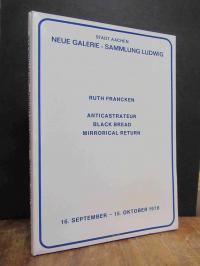 STADT AACHEN
NEUE GALERIE - SAMMLUNG LUDWIG
RUTH FRANCKEN
ANTICASTRATEUR
BLACK BREAD
MIRRORICAL RETURN
16. SEPTEMBER – 15. OKTOBER 1978